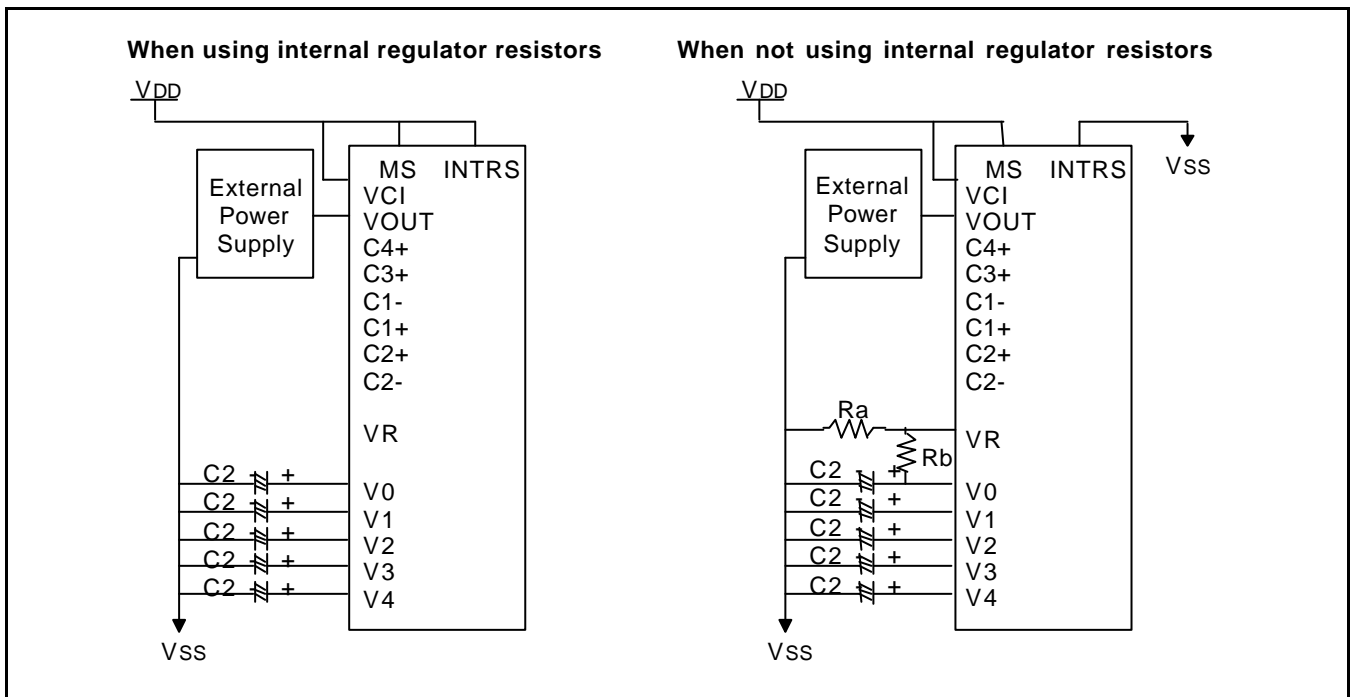 When using internal regulator resistors
VDD
External
Power
Supply
MS INTRS
VCI
VOUT
C4+
C3+
C1-
C1+
C2+
C2-
VR
C2 - +
V0
C2 - +
V1
C2 - +
V2
C2 - +
V3
C2 - +
V4
VSS
When not using internal regulator resistors
VDD
VSS
External
Power
Supply
MS INTRS
VCI
VOUT
C4+
C3+
C1-
C1+
C2+
C2-
Ra
VR
Rb
C2 - +
V0
C2 - +
V1
C2 - +
V2
C2 - +
V3
C2 - +
V4
VSS